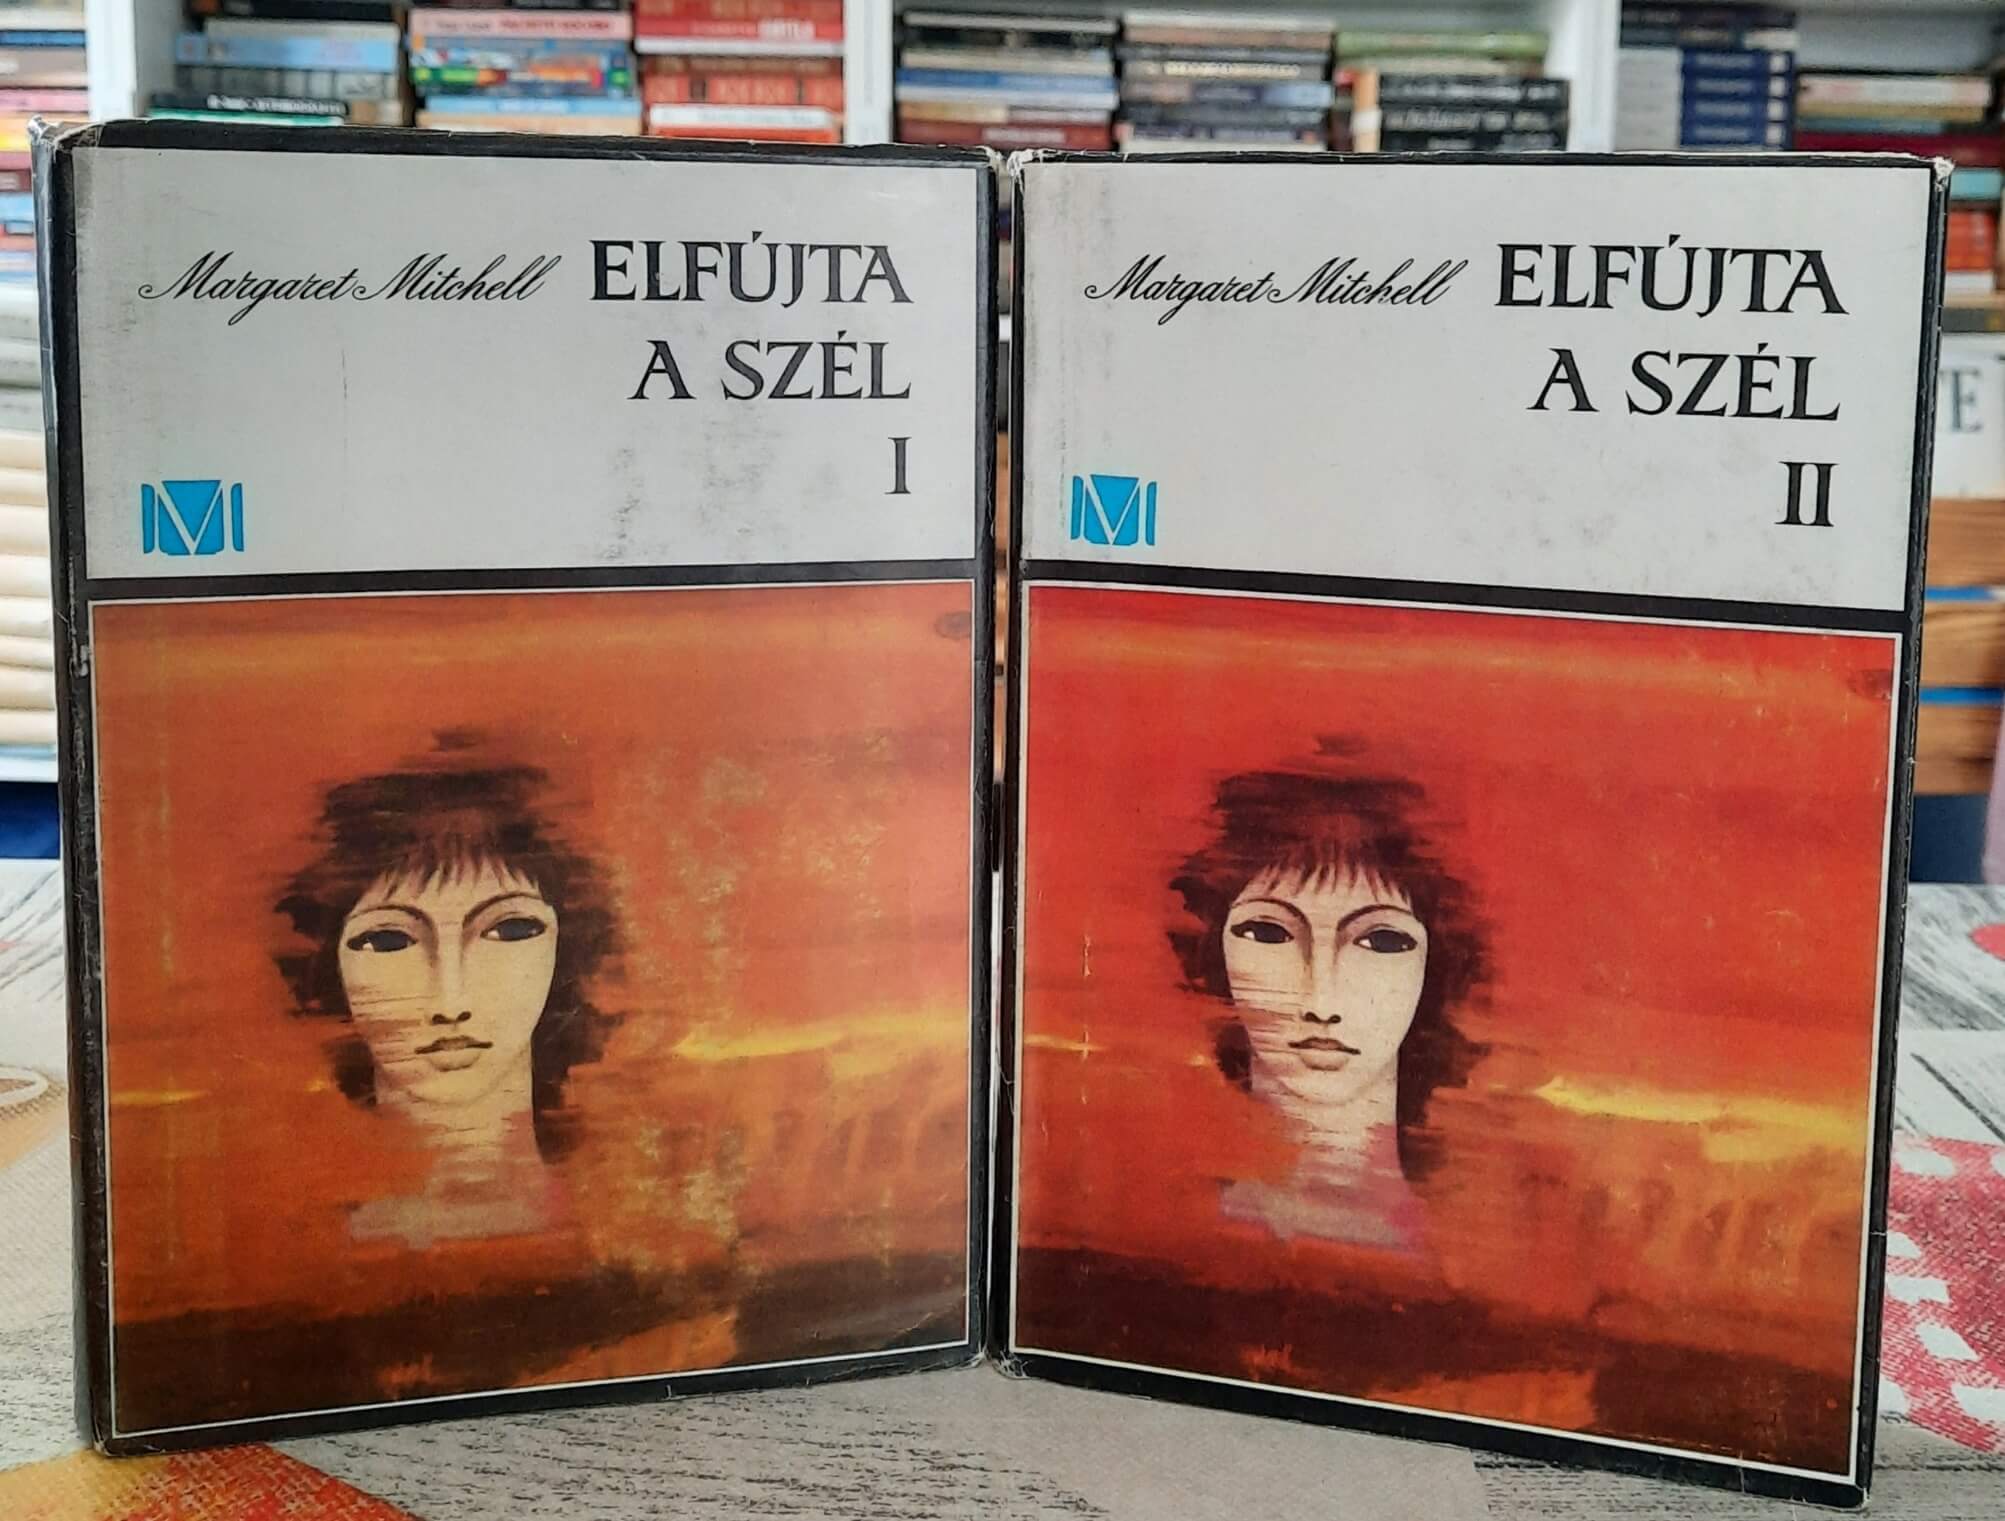 Margaret Mitchell ELFÚJTA
A SZÉL
I
M
Margaret Mitchell ELFÚJTA
A SZÉL
II
M